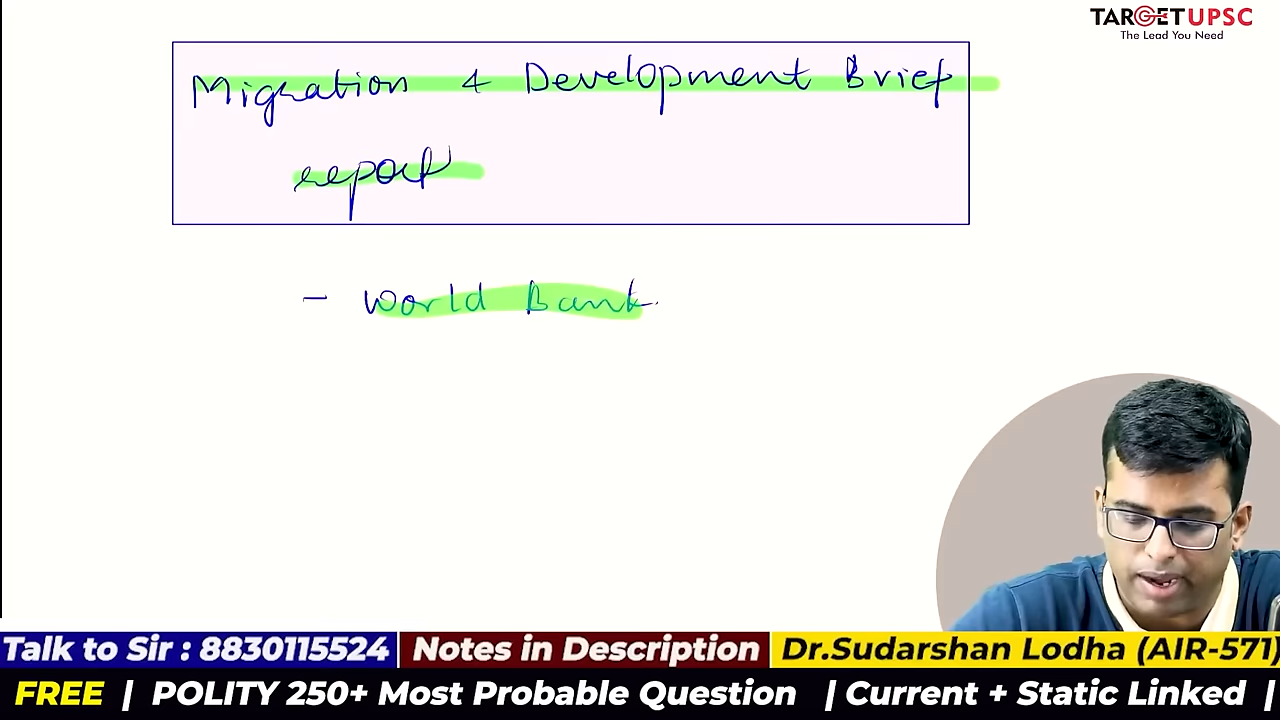 TARGET UPSC
The Lead You Need
Migration & Development Brief
report
- World Bank.
Talk to Sir : 8830115524 Notes in Description Dr.Sudarshan Lodha (AIR-571)
FREE | POLITY 250+ Most Probable Question | Current + Static Linked |